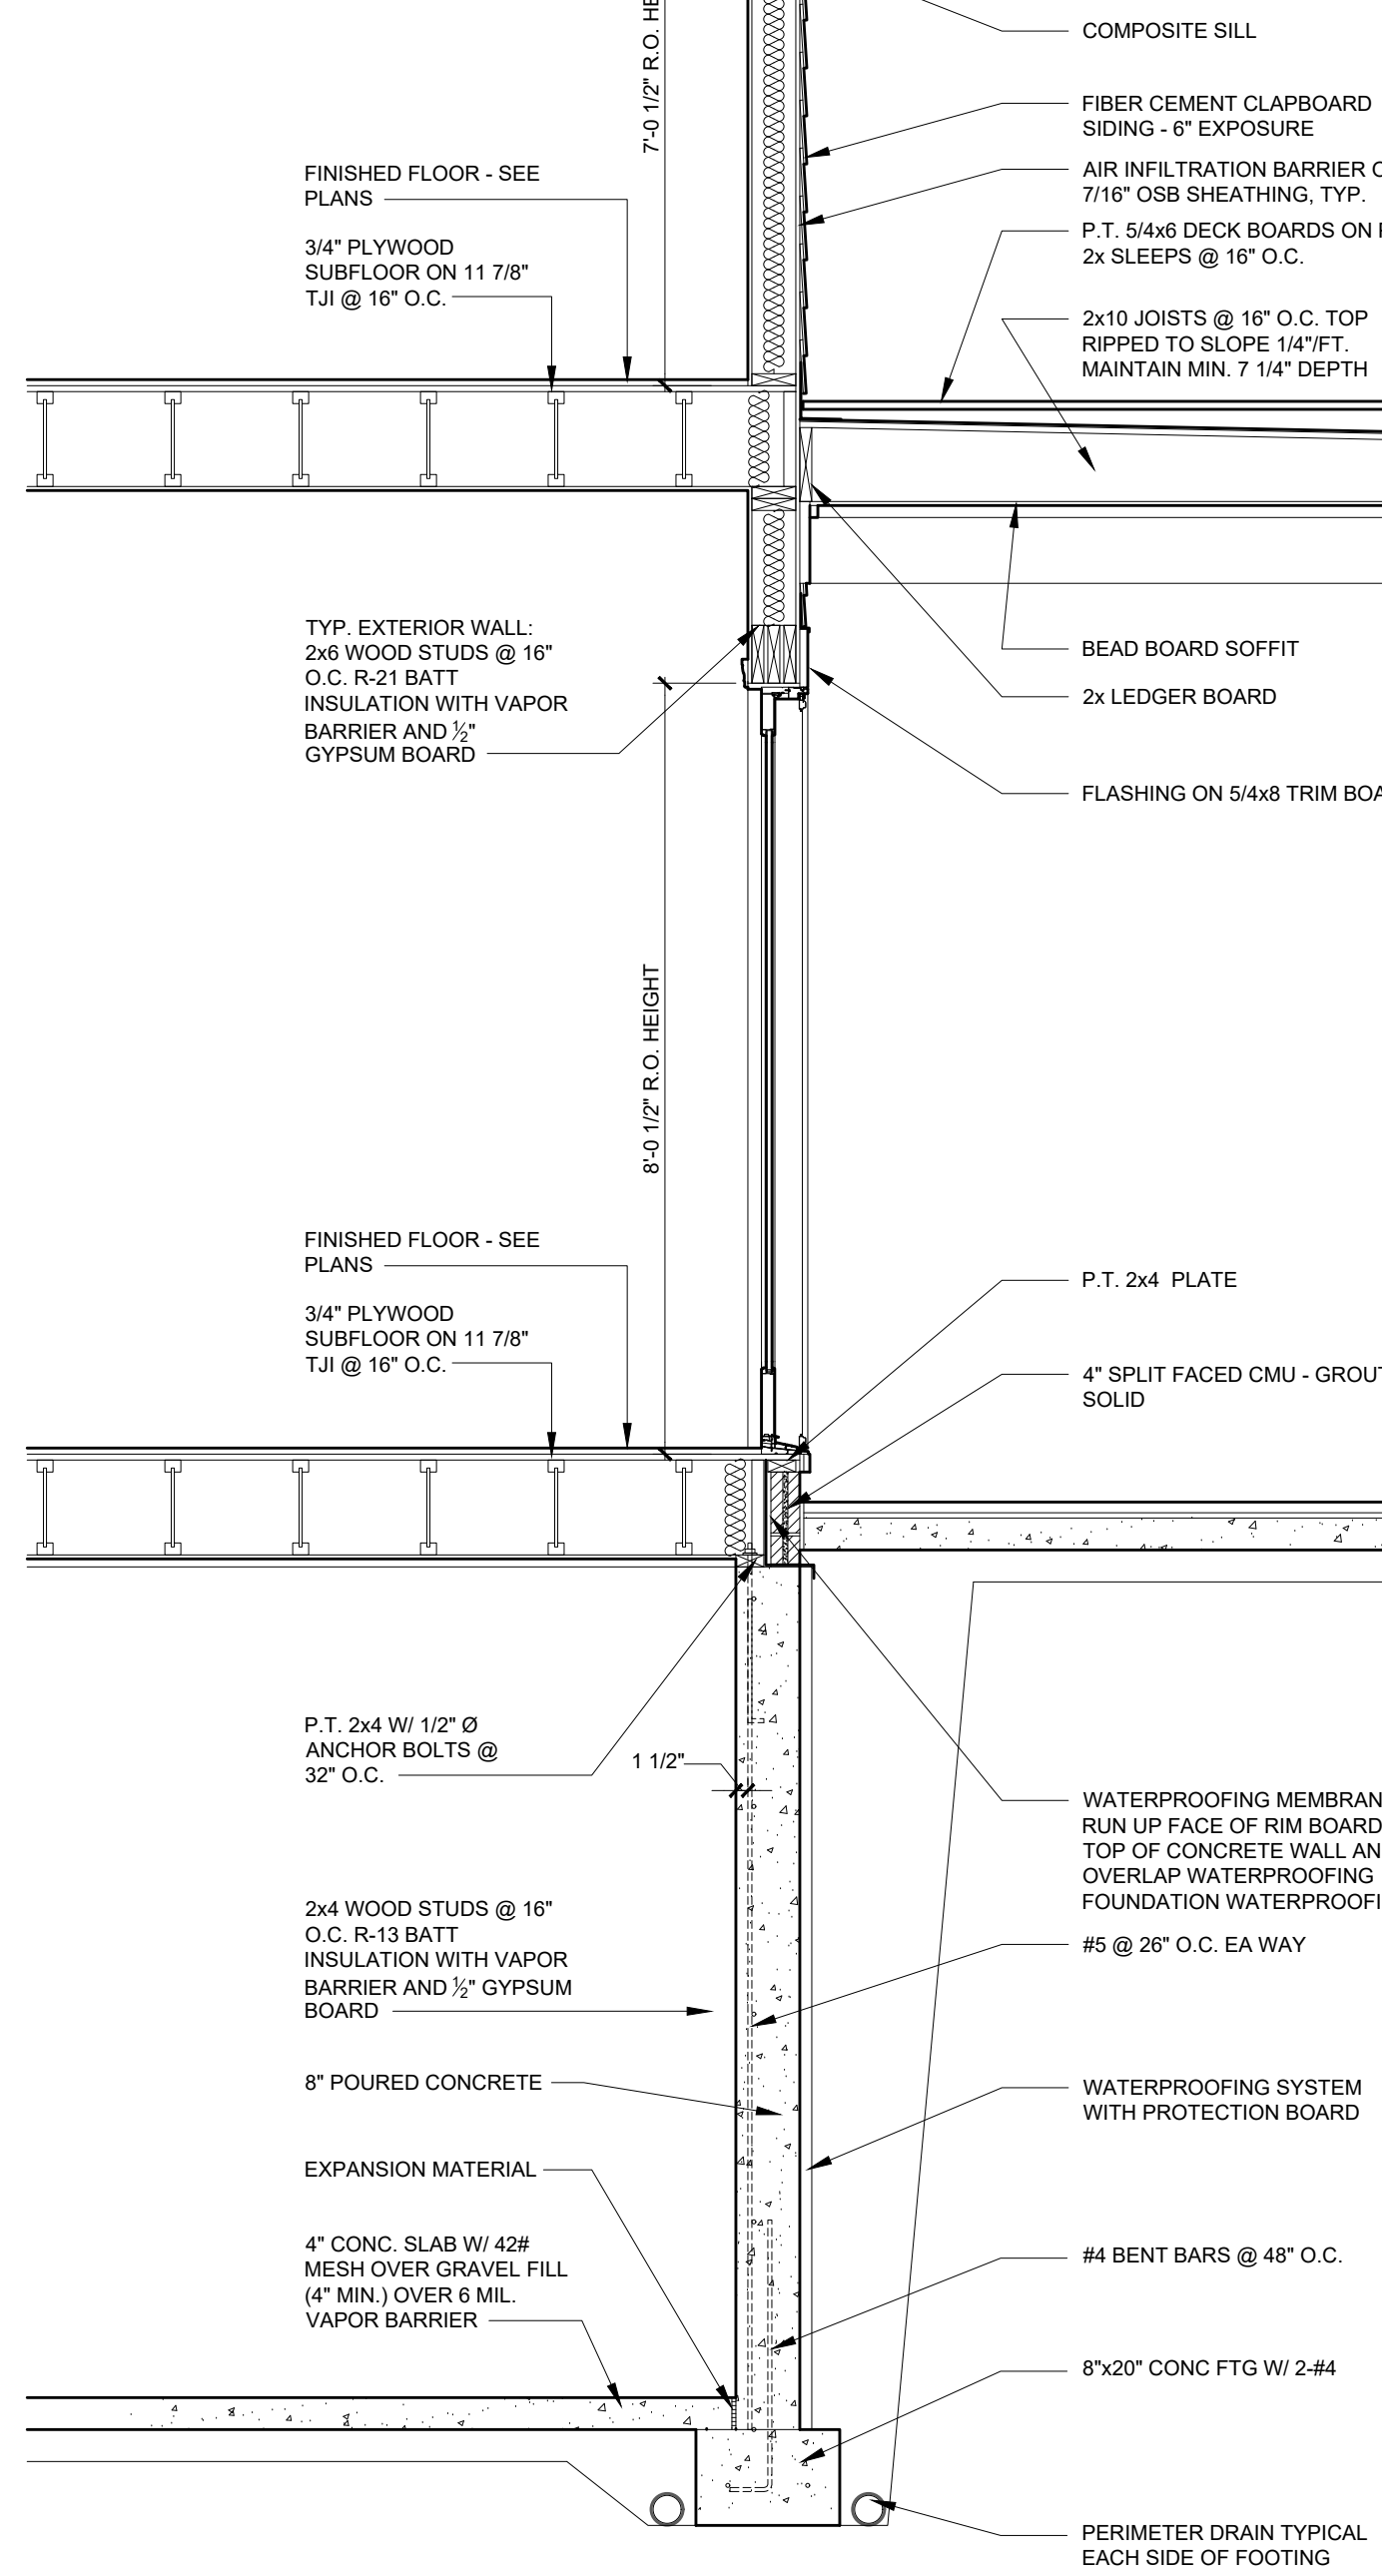 COMPOSITE SILL
7'-0 1/2" R.O.
FIBER CEMENT CLAPBOARD
SIDING - 6" EXPOSURE
AIR INFILTRATION BARRIER
7/16" OSB SHEATHING, TYP.
P.T. 5/4x6 DECK BOARDS ON
2x SLEEPS @ 16" O.C.
2x10 JOISTS @ 16" O.C. TOP
RIPPED TO SLOPE 1/4"/FT.
MAINTAIN MIN. 7 1/4" DEPTH
FINISHED FLOOR - SEE
PLANS
3/4" PLYWOOD
SUBFLOOR ON 11 7/8"
TJI @ 16" O.C.
TYP. EXTERIOR WALL:
2x6 WOOD STUDS @ 16"
O.C. R-21 BATT
INSULATION WITH VAPOR
BARRIER AND ½"
GYPSUM BOARD
BEAD BOARD SOFFIT
2x LEDGER BOARD
FLASHING ON 5/4x8 TRIM
8'-0 1/2" R.O. HEIGHT
FINISHED FLOOR - SEE
PLANS
3/4" PLYWOOD
SUBFLOOR ON 11 7/8"
TJI @ 16" O.C.
P.T. 2x4 PLATE
4" SPLIT FACED CMU - GROUT
SOLID
P.T. 2x4 W/ 1/2" Ø
ANCHOR BOLTS @
32" O.C.
1 1/2"
WATERPROOFING
RUN UP FACE OF RIM BOARD
TOP OF CONCRETE WALL
OVERLAP WATERPROOFING
FOUNDATION
2x4 WOOD STUDS @ 16"
O.C. R-13 BATT
INSULATION WITH VAPOR
BARRIER AND ½" GYPSUM
BOARD
#5 @ 26" O.C. EA WAY
8" POURED CONCRETE
WATERPROOFING SYSTEM
WITH PROTECTION BOARD
EXPANSION MATERIAL
4" CONC. SLAB W/ 42#
MESH OVER GRAVEL FILL
(4" MIN.) OVER 6 MIL.
VAPOR BARRIER
#4 BENT BARS @ 48" O.C.
8"x20" CONC FTG W/ 2-#4
PERIMETER DRAIN TYPICAL
EACH SIDE OF FOOTING